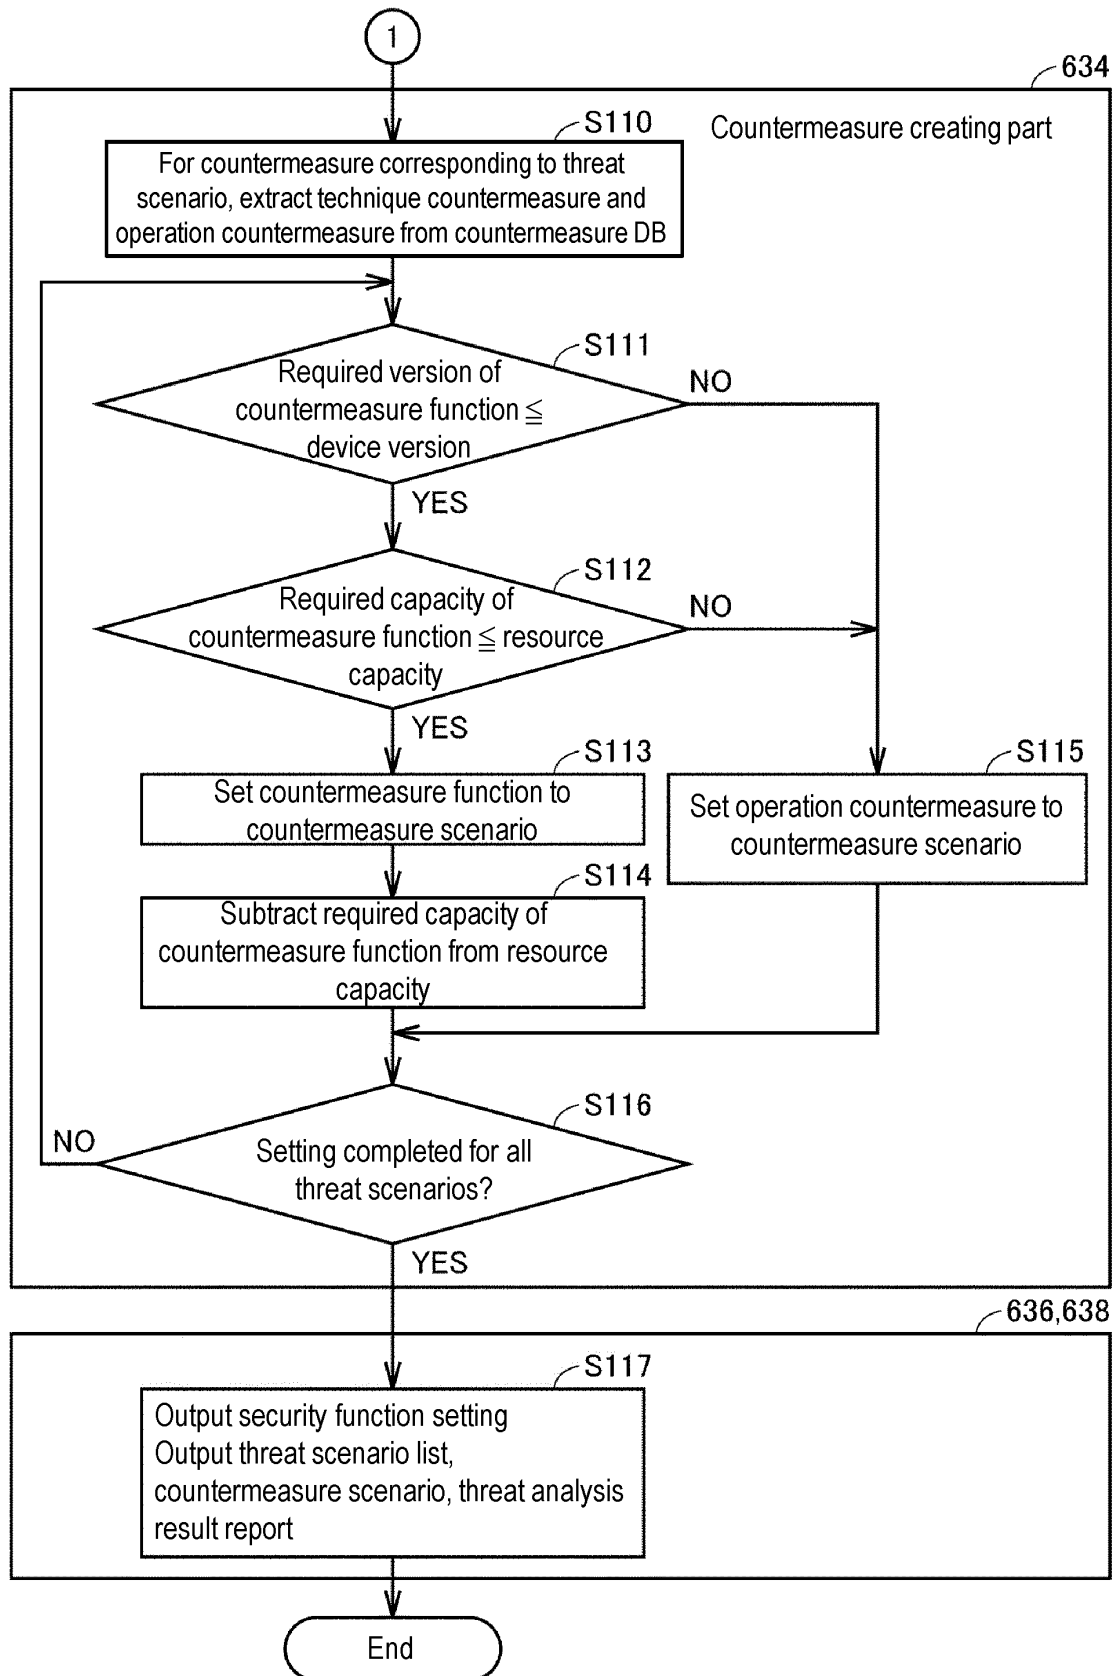 1
634
Countermeasure creating part
S110
For countermeasure corresponding to threat
scenario, extract technique countermeasure and
operation countermeasure from countermeasure DB
S111
Required version of
countermeasure function ≦
device version
NO
YES
S112
Required capacity of
countermeasure function ≦ resource
capacity
NO
YES
S113
Set countermeasure function to
countermeasure scenario
S115
Set operation countermeasure to
countermeasure scenario
S114
Subtract required capacity of
countermeasure function from resource
capacity
S116
Setting completed for all
threat scenarios?
NO
YES
636,638
S117
Output security function setting
Output threat scenario list,
countermeasure scenario, threat analysis
result report
End